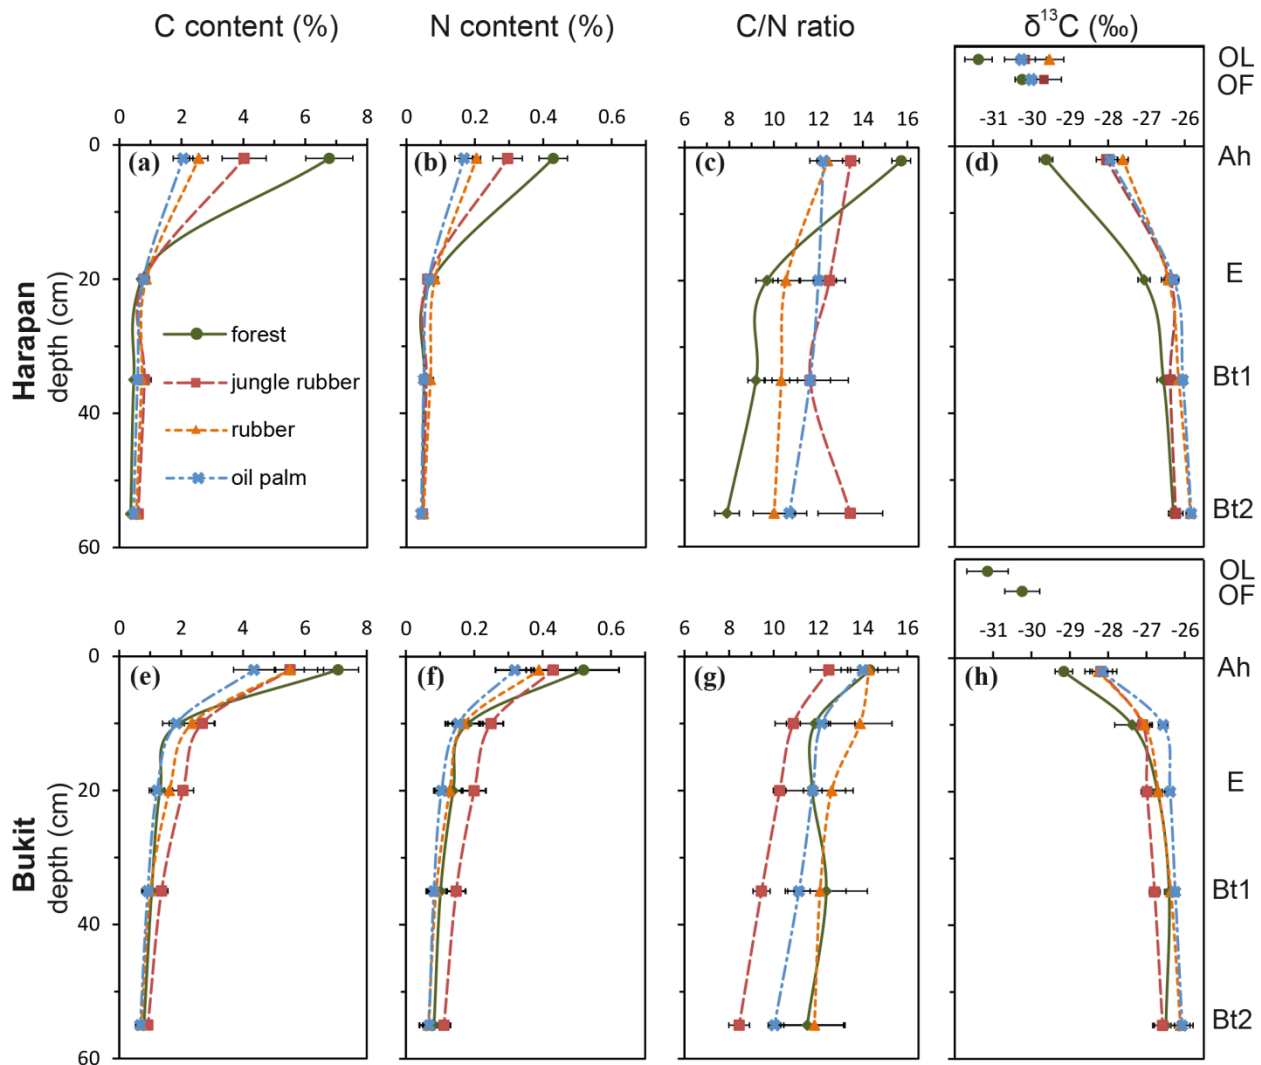 C content (%) N content (%) C/N ratio δ¹³C (‰)
OL
OF
0 2 4 6 8 0 0.2 0.4 0.6 6 8 10 12 14 16 -31 -30 -29 -28 -27 -26
0 (a) (b) (c) (d) Ah
20 E
forest
jungle rubber Bt1
40
rubber
oil palm
Bt2
60
Harapan
depth (cm)
OL
OF
0 2 4 6 8 0 0.2 0.4 0.6 6 8 10 12 14 16 -31 -30 -29 -28 -27 -26
0 (e) (f) (g) (h) Ah
20 E
Bt1
40
Bt2
60
Bukit
depth (cm)